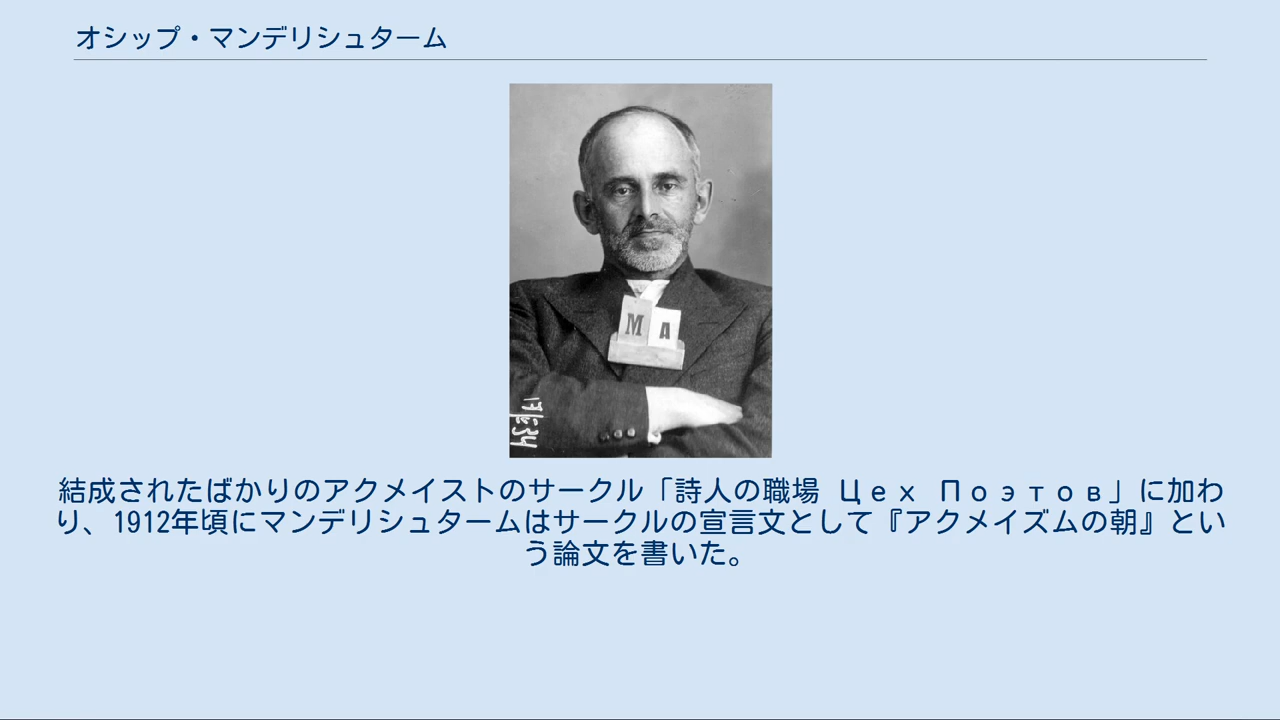 オシップ・マンデリシュターム
M A
結成されたばかりのアクメイストのサークル「詩人の職場 Цех Поэтов」に加わ
り、1912年頃にマンデリシュタームはサークルの宣言文として『アクメイズムの朝』とい
う論文を書いた。